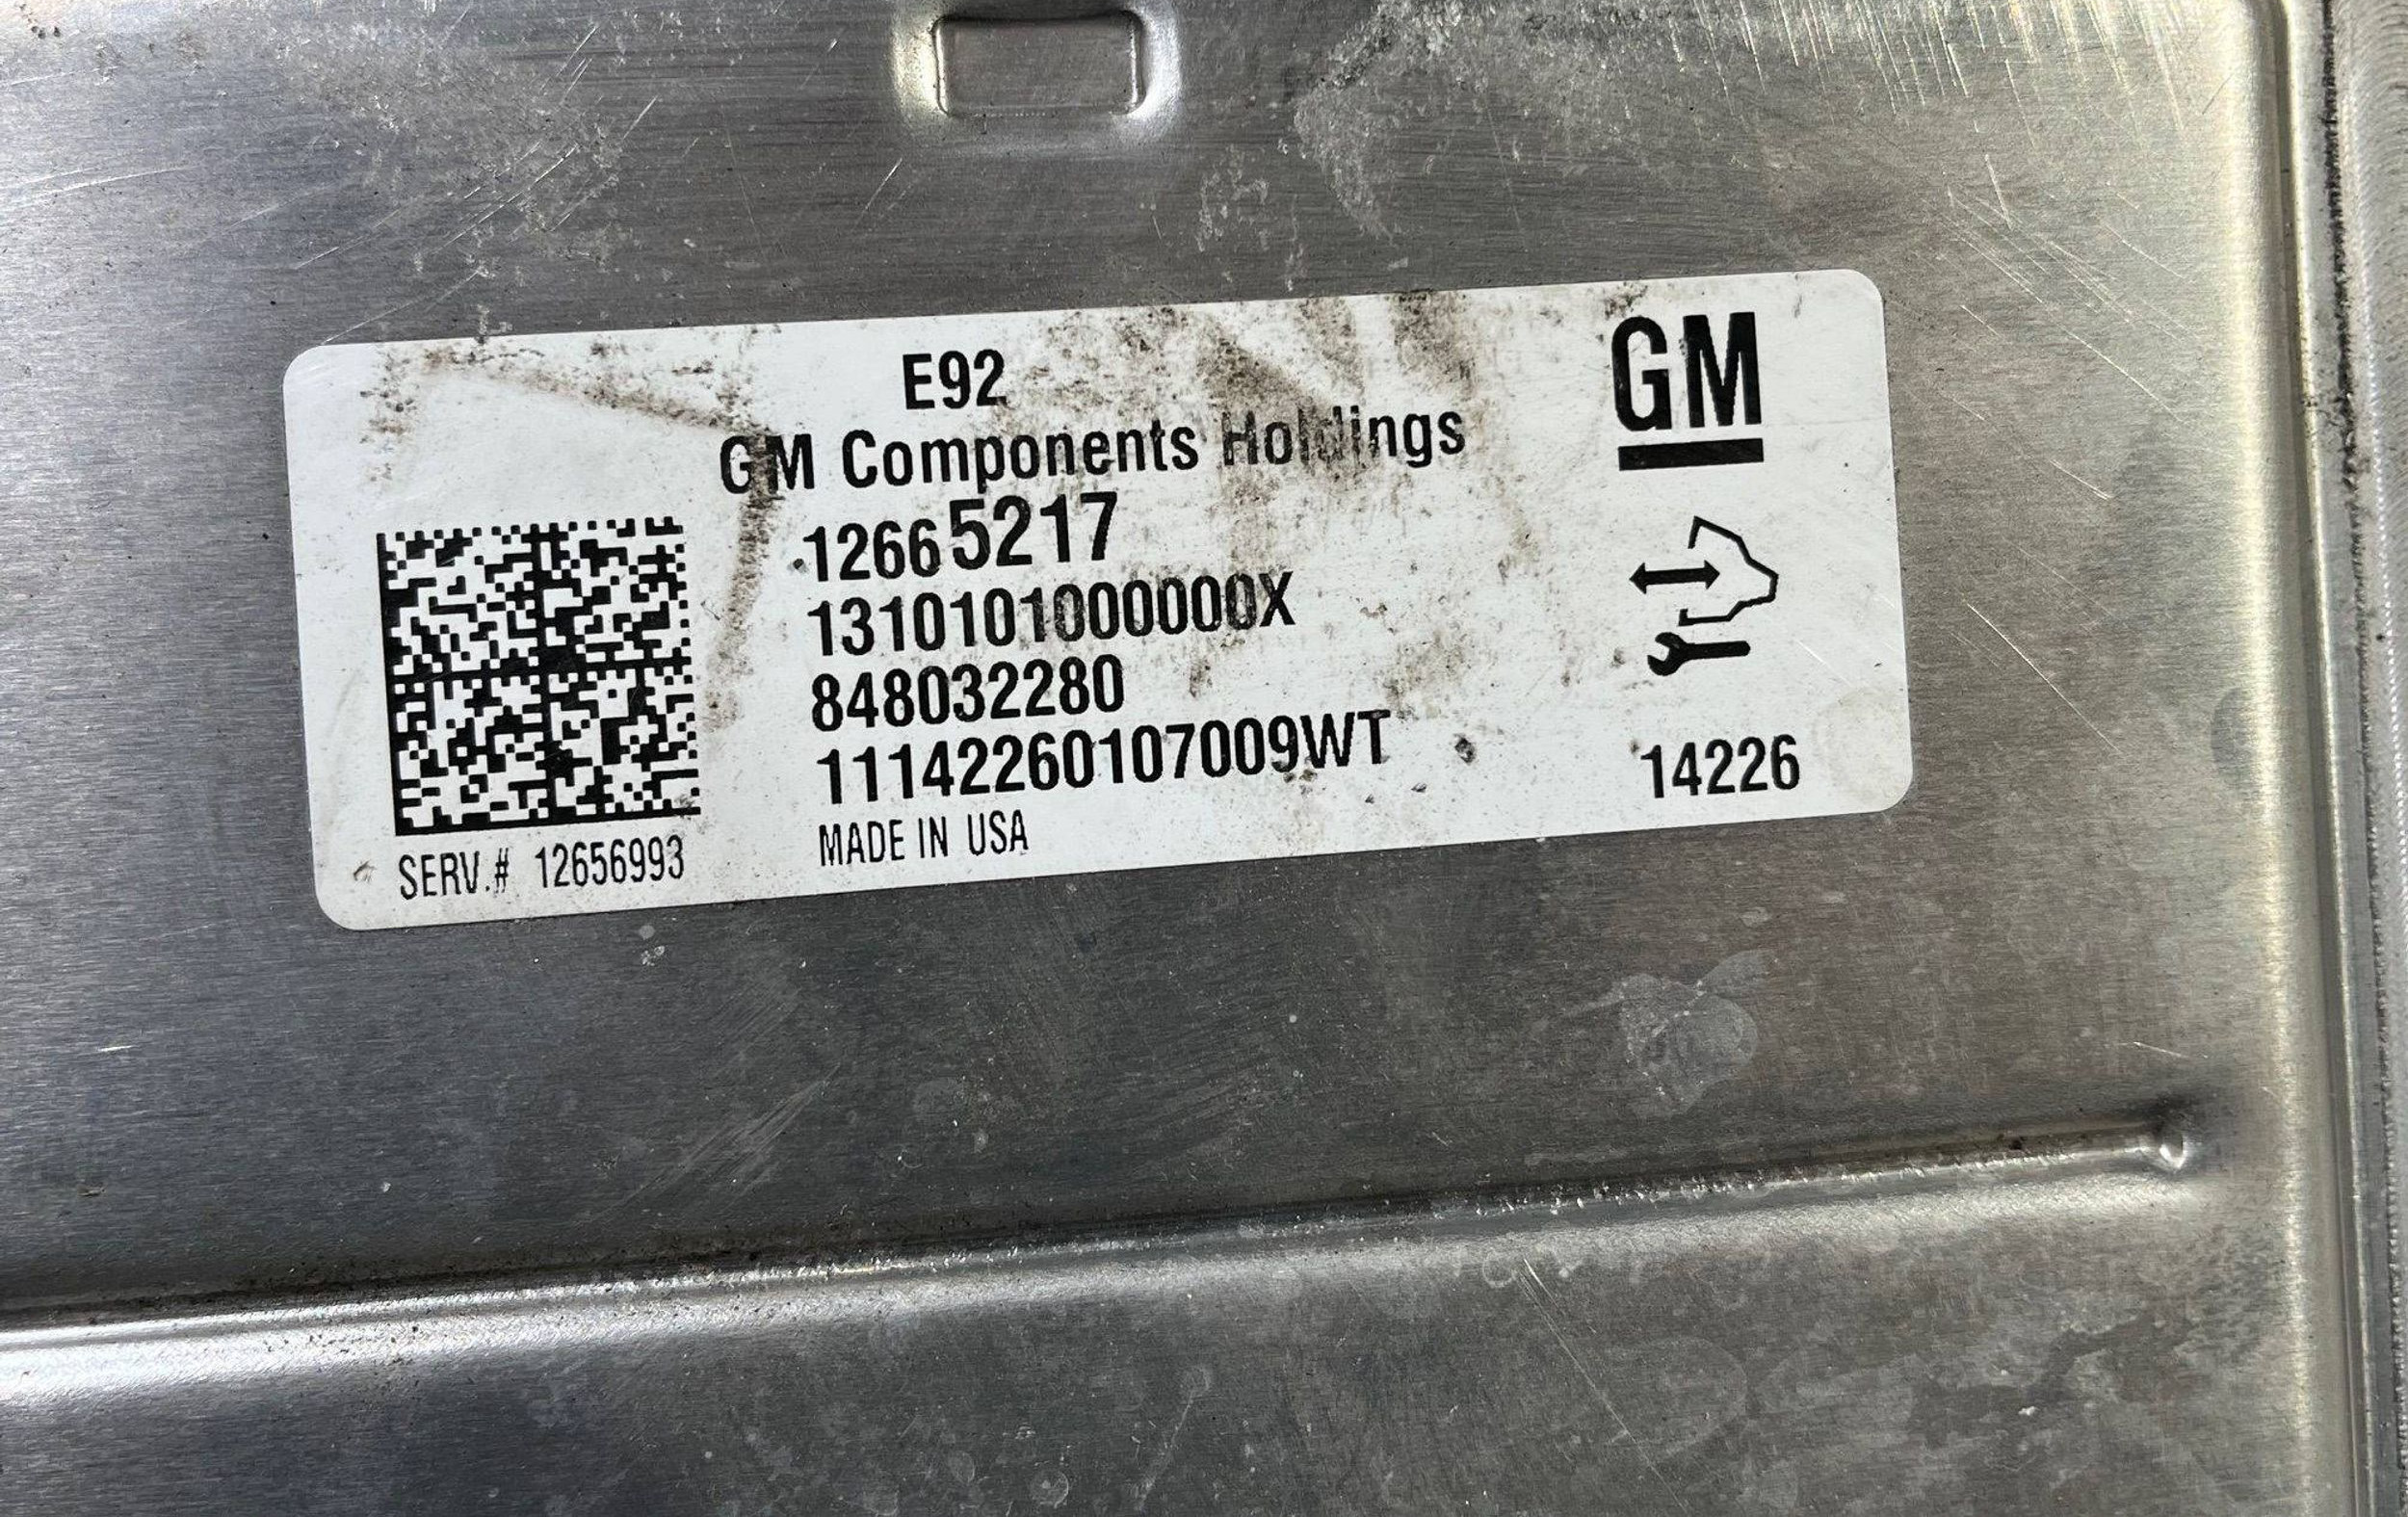 E92
GM Components Holdings
GM
12665217
1310101000000X
848032280
11142260107009WT
14226
MADE IN USA
SERV.# 12656993